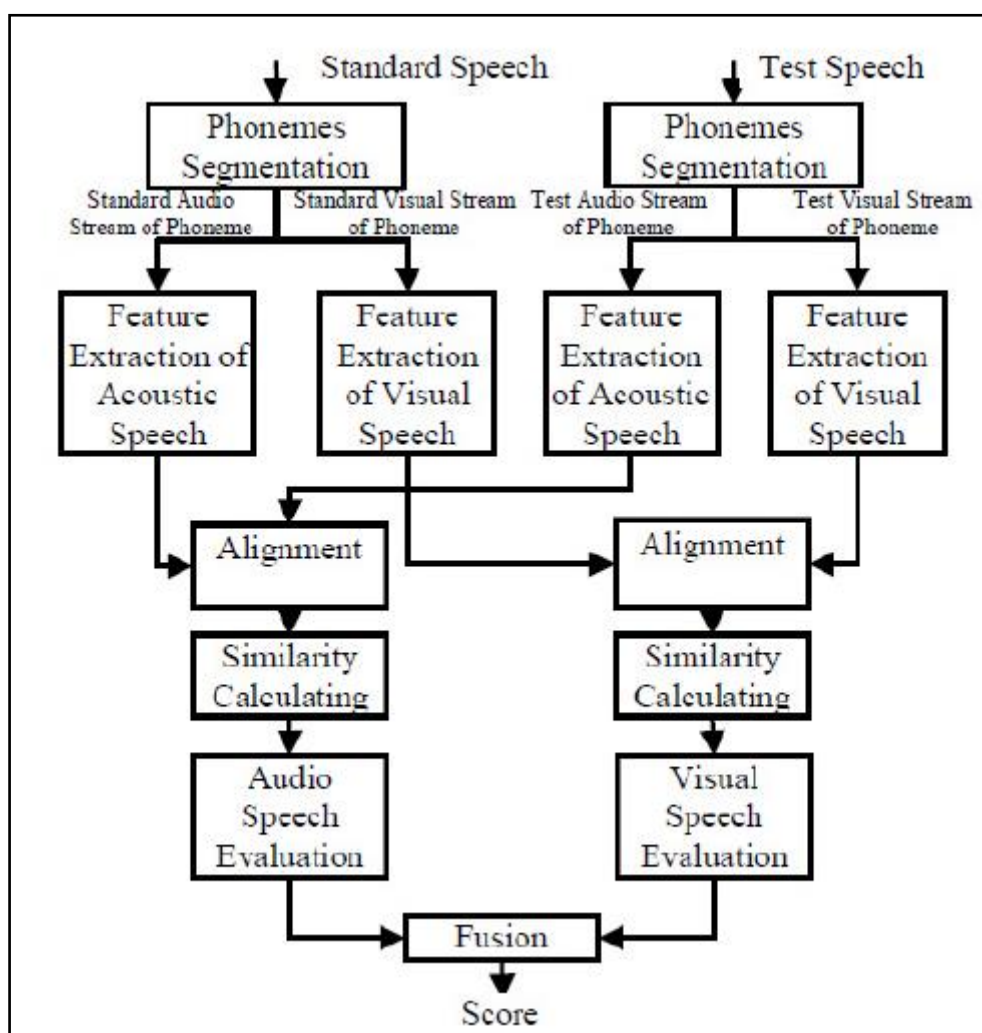 Standard Speech
Test Speech
Phonemes
Segmentation
Phonemes
Segmentation
Standard Audio
Stream of Phoneme
Standard Visual Stream
of Phoneme
Test Audio Stream
of Phoneme
Test Visual Stream
of Phoneme
Feature
Extraction of
Acoustic
Speech
Feature
Extraction
of Visual
Speech
Feature
Extraction
of Acoustic
Speech
Feature
Extraction
of Visual
Speech
Alignment
Alignment
Similarity
Calculating
Similarity
Calculating
Audio
Speech
Evaluation
Visual
Speech
Evaluation
Fusion
Score